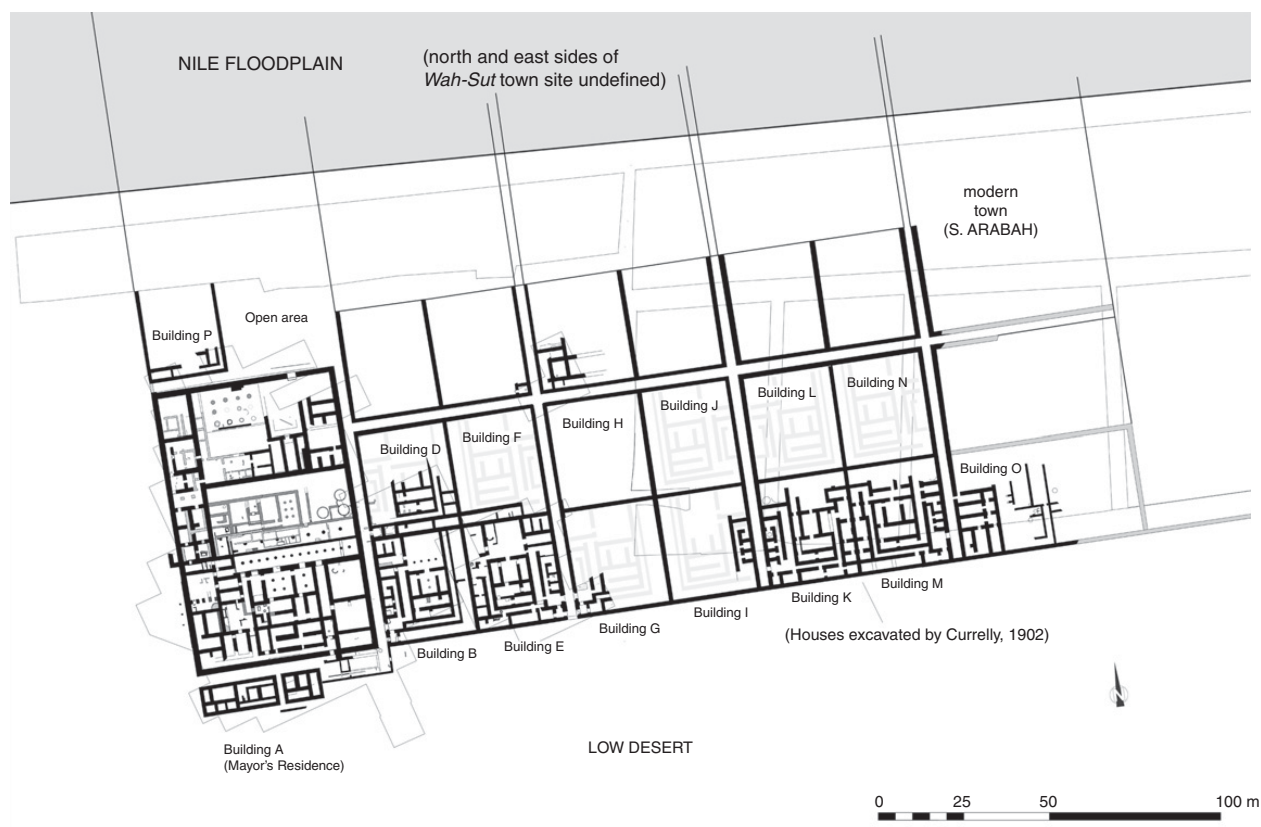 NILE FLOODPLAIN
(north and east sides of
Wah-Sut town site undefined)
modern
town
(S. ARABAH)
Building P
Open area
Building D
Building F
Building H
Building J
Building L
Building N
Building O
Building B
Building E
Building G
Building I
Building K
Building M
(Houses excavated by Currelly, 1902)
N
Building A
(Mayor's Residence)
LOW DESERT
0 25 50 100 m